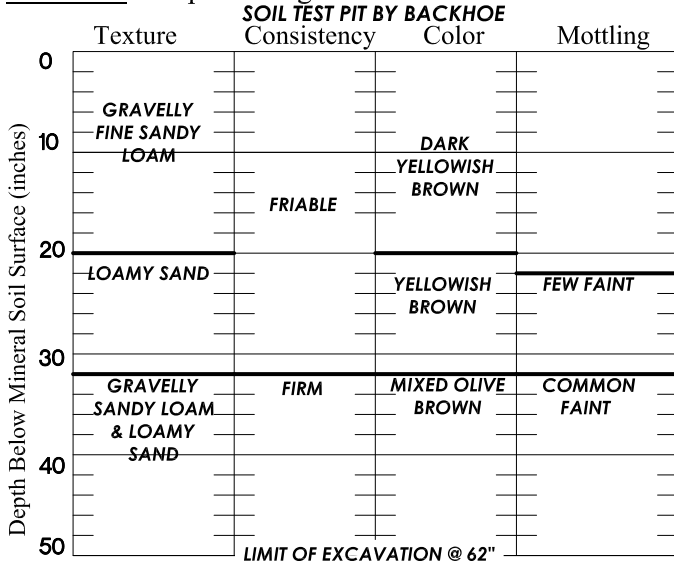 SOIL TEST PIT BY BACKHOE
Texture Consistency Color Mottling
Depth Below Mineral Soil Surface (inches)
0
10
20
30
40
50
GRAVELLY
FINE SANDY
LOAM
LOAMY SAND
GRAVELLY
SANDY LOAM
& LOAMY
SAND
FRIABLE
FIRM
DARK
YELLOWISH
BROWN
YELLOWISH
BROWN
MIXED OLIVE
BROWN
FEW FAINT
COMMON
FAINT
LIMIT OF EXCAVATION @ 62"